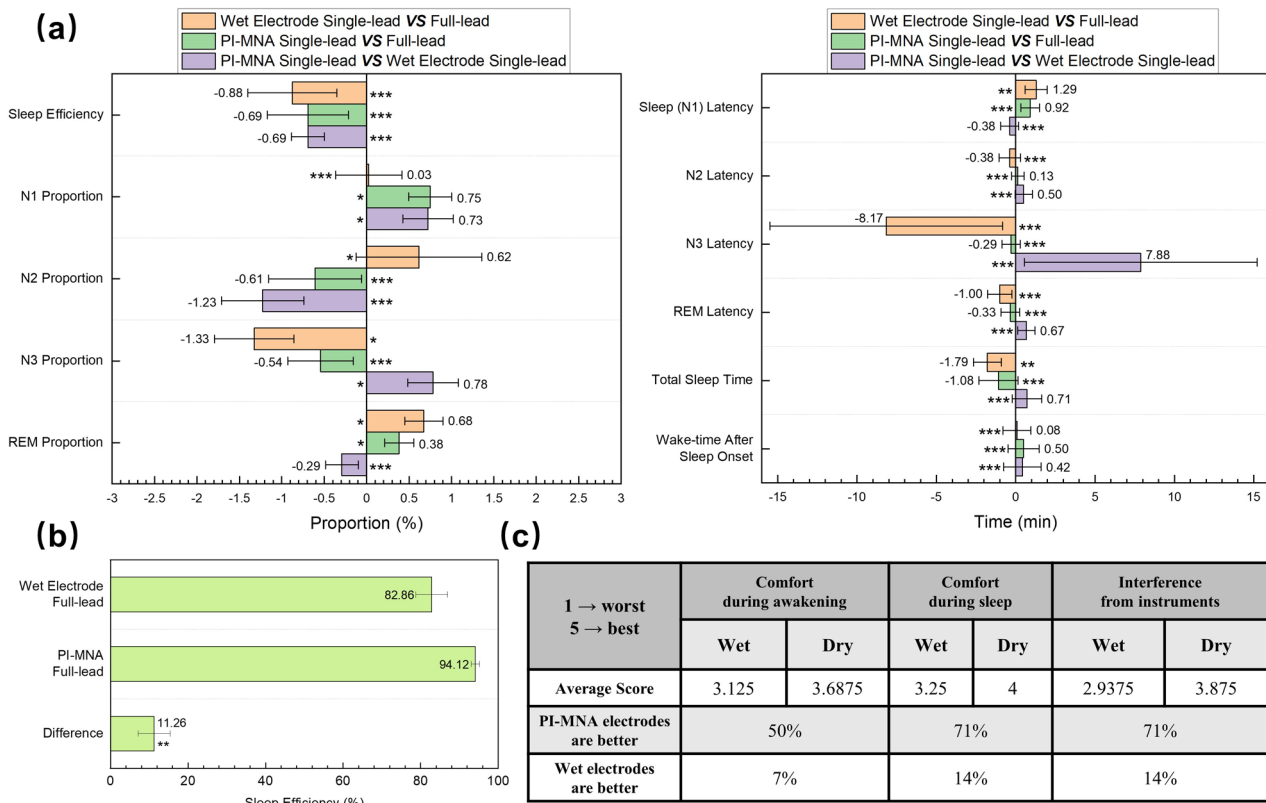 (a)
Wet Electrode Single-lead VS Full-lead
PI-MNA Single-lead VS Full-lead
PI-MNA Single-lead VS Wet Electrode Single-lead
Sleep Efficiency
-0.88 ***
-0.69 ***
-0.69 ***
N1 Proportion
*** 0.03
* 0.75
* 0.73
N2 Proportion
* 0.62
-0.61 ***
-1.23 ***
N3 Proportion
-1.33 *
-0.54 ***
* 0.78
REM Proportion
* 0.68
* 0.38
-0.29 ***
-3 -2 -1 -0 0 1 2 3
Proportion (%)
Wet Electrode Single-lead VS Full-lead
PI-MNA Single-lead VS Full-lead
PI-MNA Single-lead VS Wet Electrode Single-lead
Sleep (N1) Latency
** 1.29
*** 0.92
-0.38 ***
N2 Latency
-0.38 ***
*** 0.13
*** 0.50
N3 Latency
-8.17 ***
-0.29 ***
*** 7.88
REM Latency
-1.00 ***
-0.33 ***
*** 0.67
Total Sleep Time
-1.79 **
-1.08 ***
*** 0.71
Wake-time After
Sleep Onset
*** 0.08
*** 0.50
*** 0.42
-15 -10 -5 0 5 10 15
Time (min)
(b)
Wet Electrode
Full-lead
82.86
PI-MNA
Full-lead
94.12
Difference
11.26
**
0 20 40 60 80 100
Sleep Efficiency (%)
(c)
1 → worst
5 → best
Comfort
during awakening
Comfort
during sleep
Interference
from instruments
Wet Dry Wet Dry Wet Dry
Average Score 3.125 3.6875 3.25 4 2.9375 3.875
PI-MNA electrodes
are better
50% 71% 71%
Wet electrodes
are better
7% 14% 14%